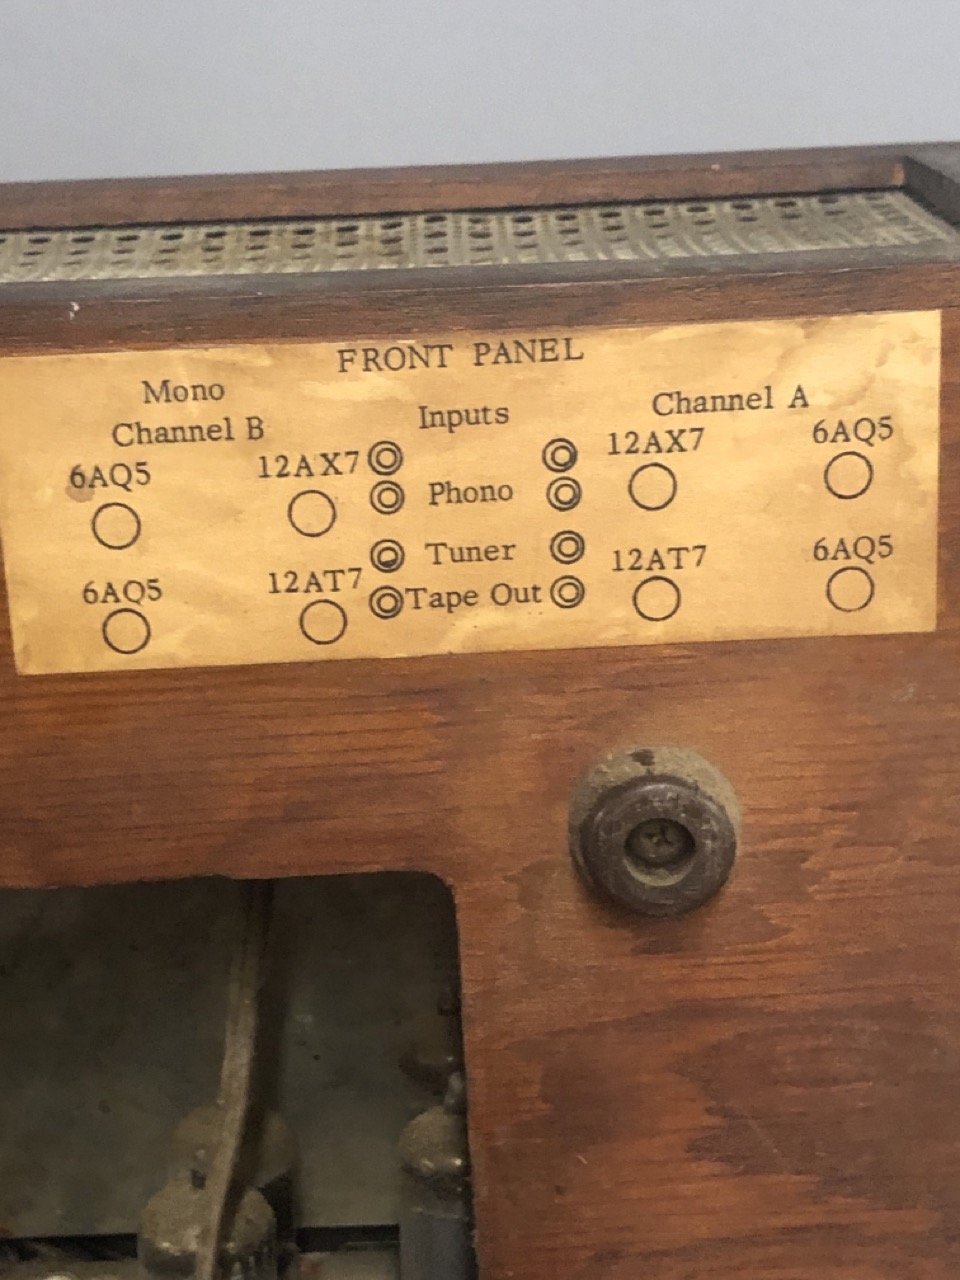 FRONT PANEL
Mono
Channel B
Inputs
Channel A
6AQ5
12AX7
12AX7
6AQ5
Phono
Tuner
6AQ5
12AT7
12AT7
6AQ5
Tape Out